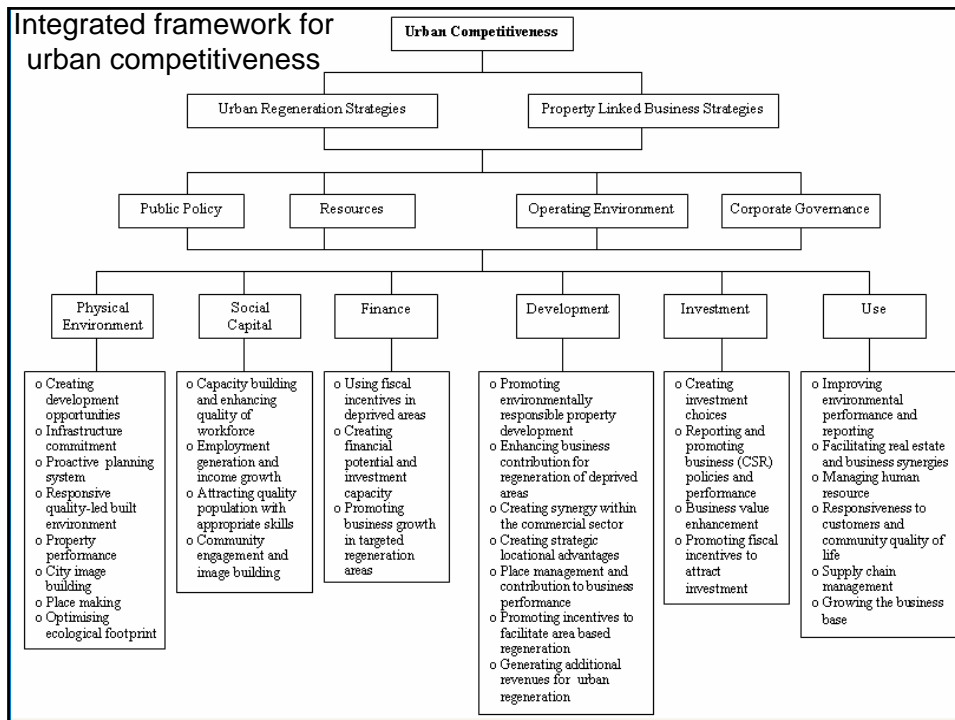 Integrated framework for
urban competitiveness
Urban Competitiveness
Urban Regeneration Strategies
Property Linked Business Strategies
Public Policy
Resources
Operating Environment
Corporate Governance
Physical
Environment
Social
Capital
Finance
Development
Investment
Use
o Creating
development
opportunities
o Infrastructure
commitment
o Proactive planning
system
o Responsive
quality-led built
environment
o Property
performance
o City image
building
o Place making
o Optimising
ecological footprint
o Capacity building
and enhancing
quality of
workforce
o Employment
generation and
income growth
o Attracting quality
population with
appropriate skills
o Community
engagement and
image building
o Using fiscal
incentives in
deprived areas
o Creating
financial
potential and
investment
capacity
o Promoting
business growth
in targeted
regeneration
areas
o Promoting
environmentally
responsible property
development
o Enhancing business
contribution for
regeneration of deprived
areas
o Creating synergy within
the commercial sector
o Creating strategic
locational advantages
o Place management and
contribution to business
performance
o Promoting incentives to
facilitate area based
regeneration
o Generating additional
revenues for urban
regeneration
o Creating
investment
choices
o Reporting and
promoting
business (CSR)
policies and
performance
o Business value
enhancement
o Promoting fiscal
incentives to
attract
investment
o Improving
environmental
performance and
reporting
o Facilitating real estate
and business synergies
o Managing human
resource
o Responsiveness to
customers and
community quality of
life
o Supply chain
management
o Growing the business
base